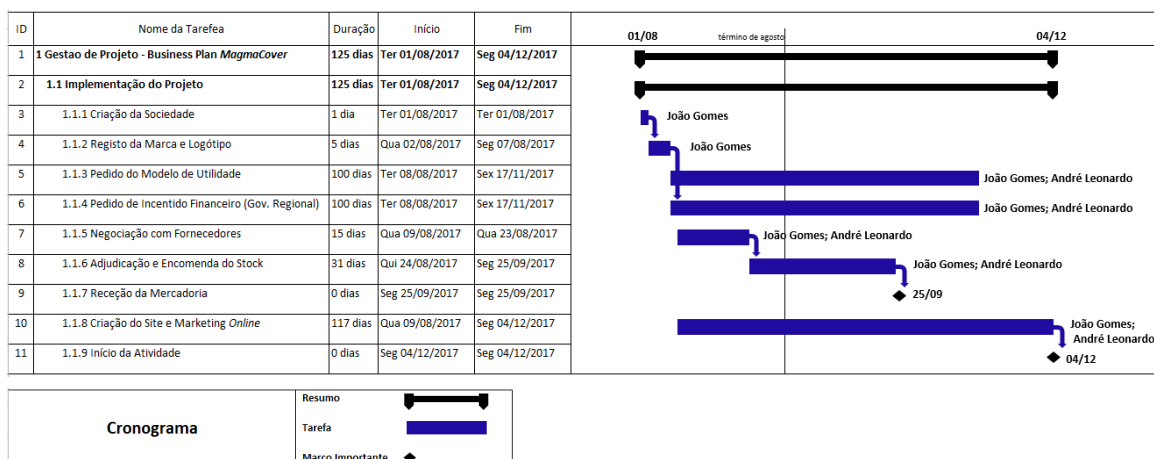 ID Nome da Tarefea Duração Início Fim
01/08 término de agosto 04/12
1 1 Gestao de Projeto - Business Plan MagmaCover 125 dias Ter 01/08/2017 Seg 04/12/2017
2 1.1 Implementação do Projeto 125 dias Ter 01/08/2017 Seg 04/12/2017
3 1.1.1 Criação da Sociedade 1 dia Ter 01/08/2017 Ter 01/08/2017 João Gomes
4 1.1.2 Registo da Marca e Logótipo 5 dias Qua 02/08/2017 Seg 07/08/2017 João Gomes
5 1.1.3 Pedido do Modelo de Utilidade 100 dias Ter 08/08/2017 Sex 17/11/2017 João Gomes; André Leonardo
6 1.1.4 Pedido de Incentido Financeiro (Gov. Regional) 100 dias Ter 08/08/2017 Sex 17/11/2017 João Gomes; André Leonardo
7 1.1.5 Negociação com Fornecedores 15 dias Qua 09/08/2017 Qua 23/08/2017 João Gomes; André Leonardo
8 1.1.6 Adjudicação e Encomenda do Stock 31 dias Qui 24/08/2017 Seg 25/09/2017 João Gomes; André Leonardo
9 1.1.7 Receção da Mercadoria 0 dias Seg 25/09/2017 Seg 25/09/2017 25/09
10 1.1.8 Criação do Site e Marketing Online 117 dias Qua 09/08/2017 Seg 04/12/2017 João Gomes;
André Leonardo
11 1.1.9 Início da Atividade 0 dias Seg 04/12/2017 Seg 04/12/2017 04/12
Cronograma
Resumo
Tarefa
Marco Importante